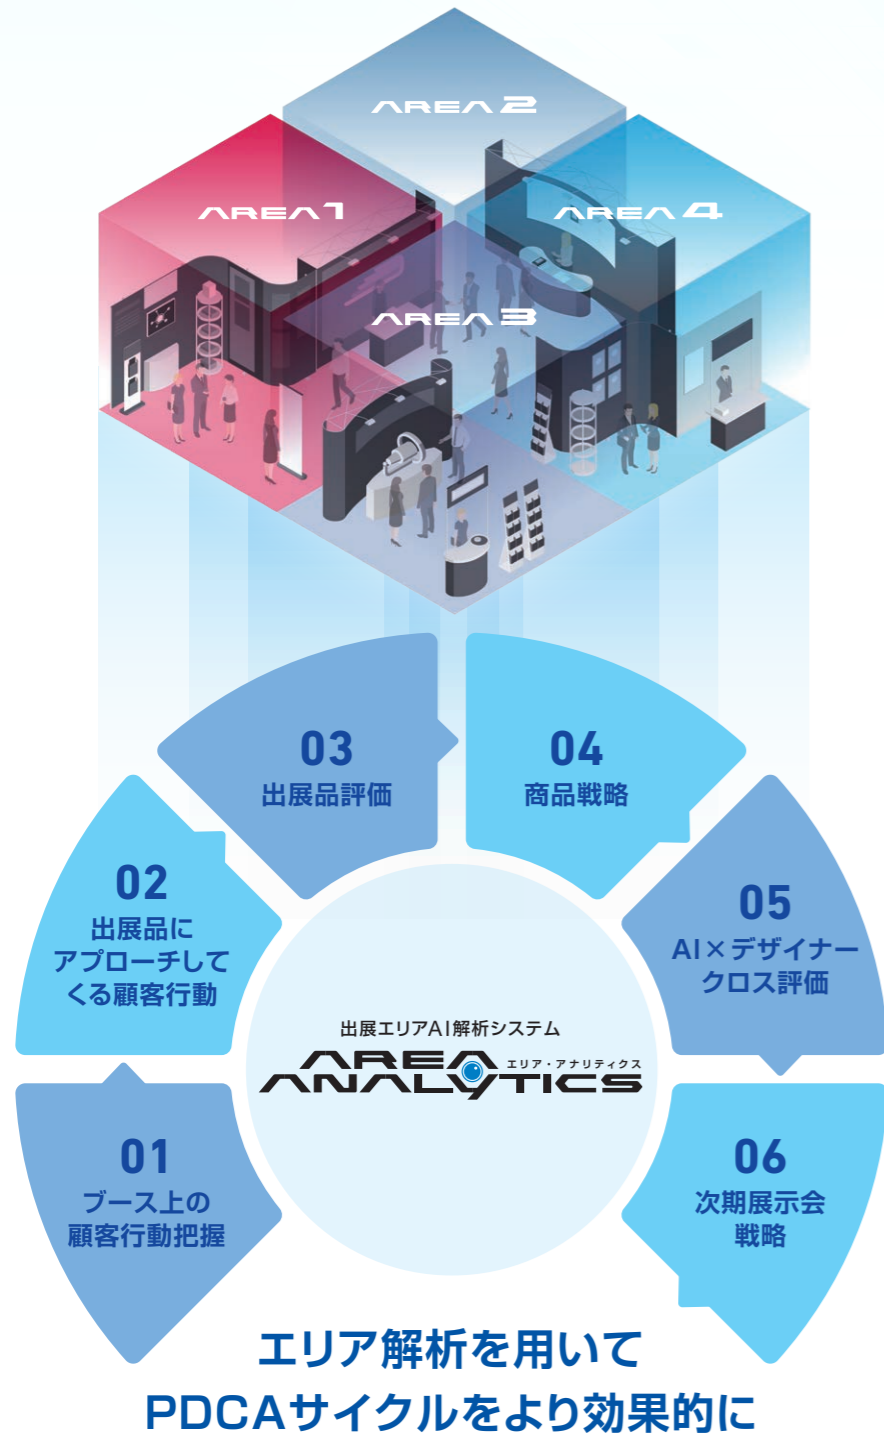 AREA 2
AREA 1
AREA 4
AREA 3
03
出展品評価
04
商品戦略
02
出展品に
アプローチして
くる顧客行動
05
AI×デザイナー
クロス評価
出展エリアAI解析システム
AREA
エリア・アナリティクス
ANALYTICS
01
ブース上の
顧客行動把握
06
次期展示会
戦略
エリア解析を用いて
PDCAサイクルをより効果的に